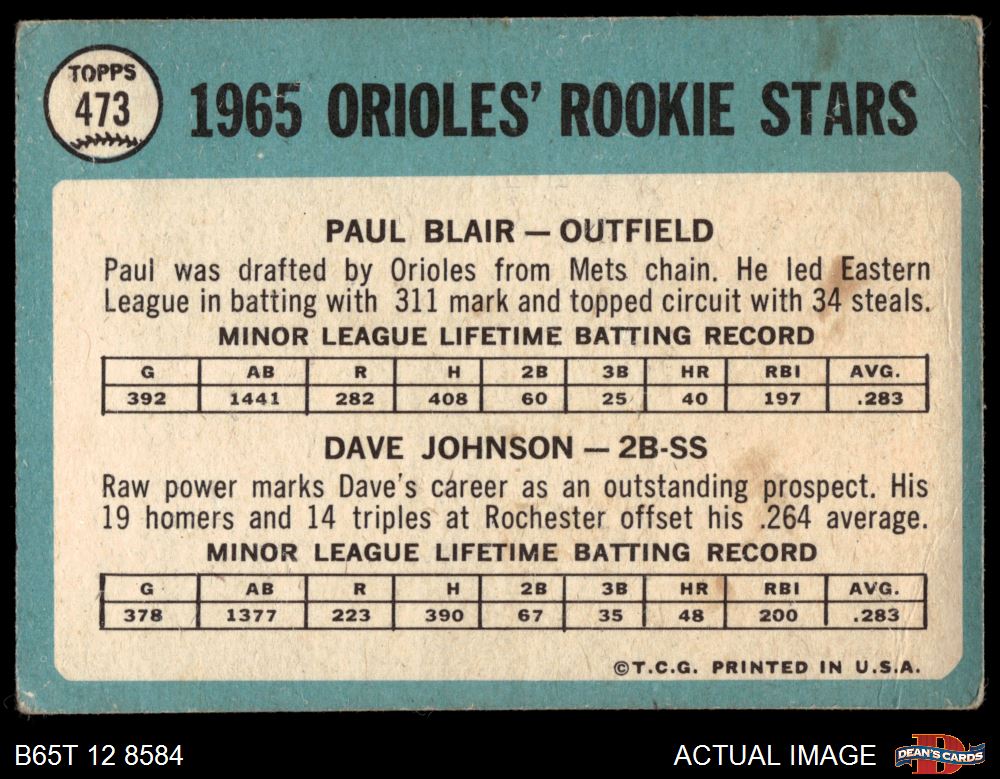 TOPPS
473
1965 ORIOLES' ROOKIE STARS
PAUL BLAIR — OUTFIELD
Paul was drafted by Orioles from Mets chain. He led Eastern
League in batting with 311 mark and topped circuit with 34 steals.
MINOR LEAGUE LIFETIME BATTING RECORD
G AB R H 2B 3B HR RBI AVG.
392 1441 282 408 60 25 40 197 .283
DAVE JOHNSON — 2B-SS
Raw power marks Dave's career as an outstanding prospect. His
19 homers and 14 triples at Rochester offset his .264 average.
MINOR LEAGUE LIFETIME BATTING RECORD
G AB R H 2B 3B HR RBI AVG.
378 1377 223 390 67 35 48 200 .283
©T.C.G. PRINTED IN U.S.A.
B65T 12 8584
ACTUAL IMAGE
DEAN'S CARDS